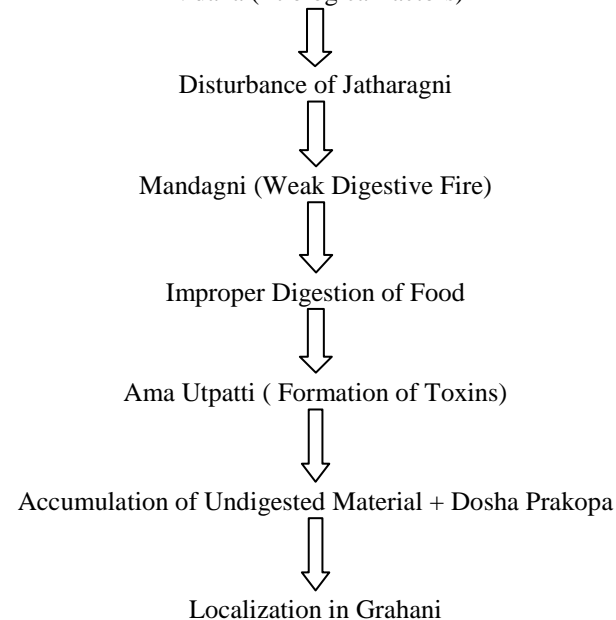 Disturbance of Jatharagni
Mandagni (Weak Digestive Fire)
Improper Digestion of Food
Ama Utpatti ( Formation of Toxins)
Accumulation of Undigested Material + Dosha Prakopa
Localization in Grahani